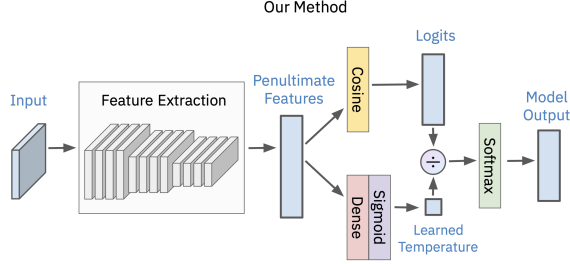 Our Method
Input
Feature Extraction
Penultimate
Features
Cosine
Logits
Dense
Sigmoid
÷
Learned
Temperature
Softmax
Model
Output